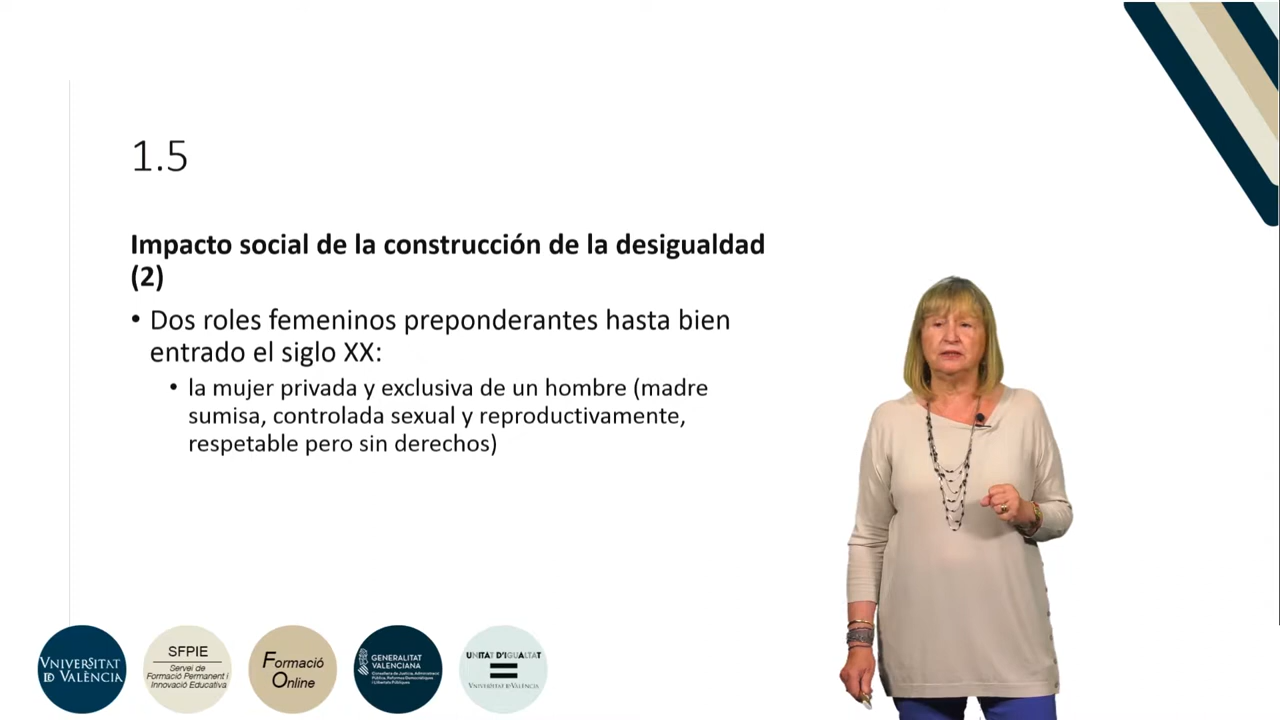 1.5
Impacto social de la construcción de la desigualdad
(2)
• Dos roles femeninos preponderantes hasta bien
entrado el siglo XX:
• la mujer privada y exclusiva de un hombre (madre
sumisa, controlada sexual y reproductivamente,
respetable pero sin derechos)
VNIVERSITAT
DE VALÈNCIA
SFPIE
Servei de
Formació Permanent i
Innovació Educativa
Formació
Online
GENERALITAT
VALENCIANA
Conselleria de Justícia, Administració
Pública, Reformes Democràtiques
i Llibertats Públiques
UNITAT D'IGUALTAT
VNIVERSITAT DE VALÈNCIA